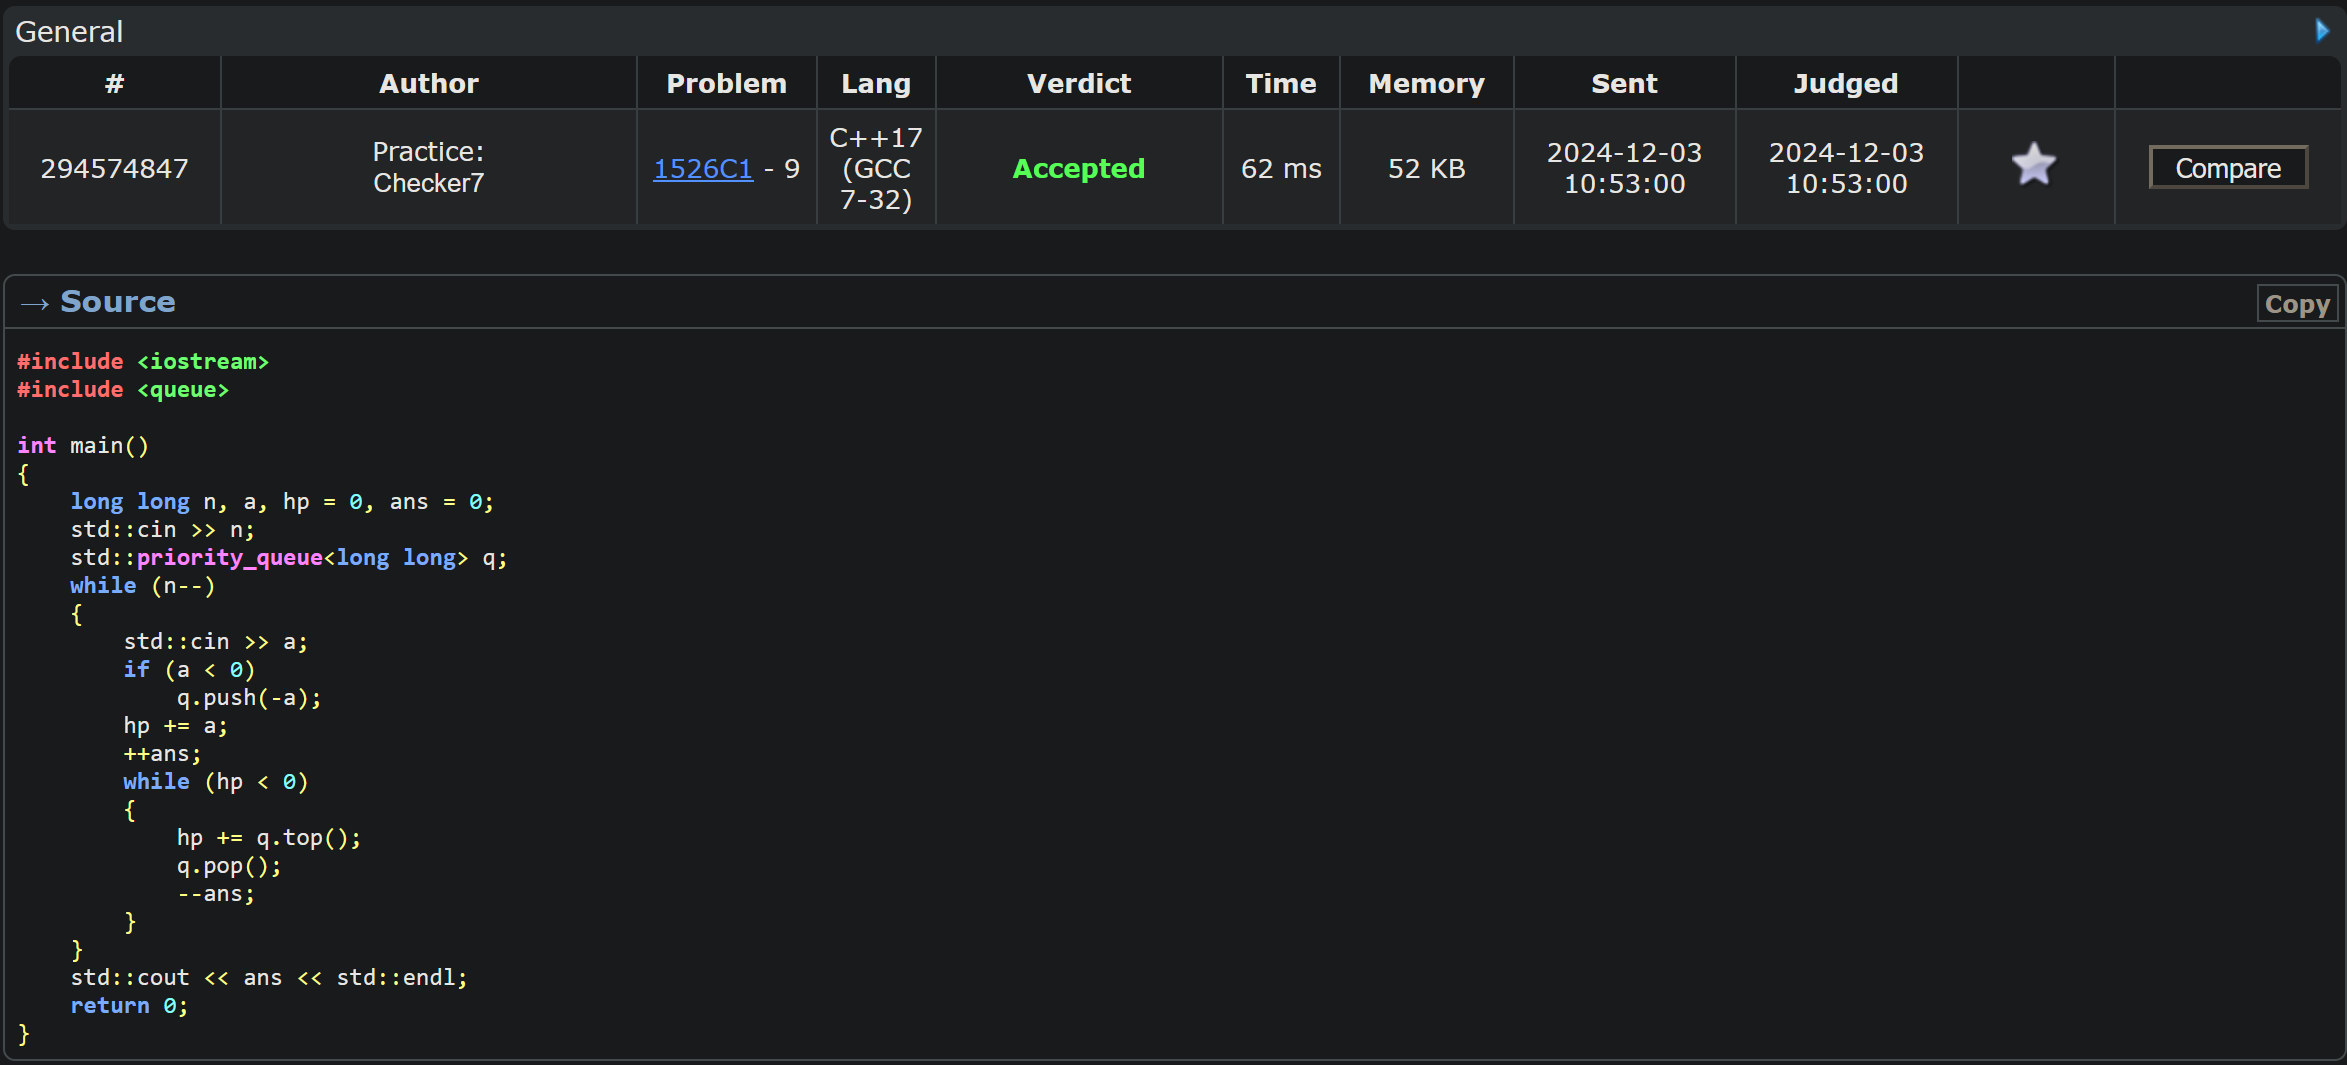 General
# Author Problem Lang Verdict Time Memory Sent Judged
294574847 Practice: Checker7 1526C1 - 9 C++17 (GCC 7-32) Accepted 62 ms 52 KB 2024-12-03 10:53:00 2024-12-03 10:53:00 Compare
→ Source Copy
#include <iostream>
#include <queue>

int main()
{
    long long n, a, hp = 0, ans = 0;
    std::cin >> n;
    std::priority_queue<long long> q;
    while (n--)
    {
        std::cin >> a;
        if (a < 0)
            q.push(-a);
        hp += a;
        ++ans;
        while (hp < 0)
        {
            hp += q.top();
            q.pop();
            --ans;
        }
    }
    std::cout << ans << std::endl;
    return 0;
}